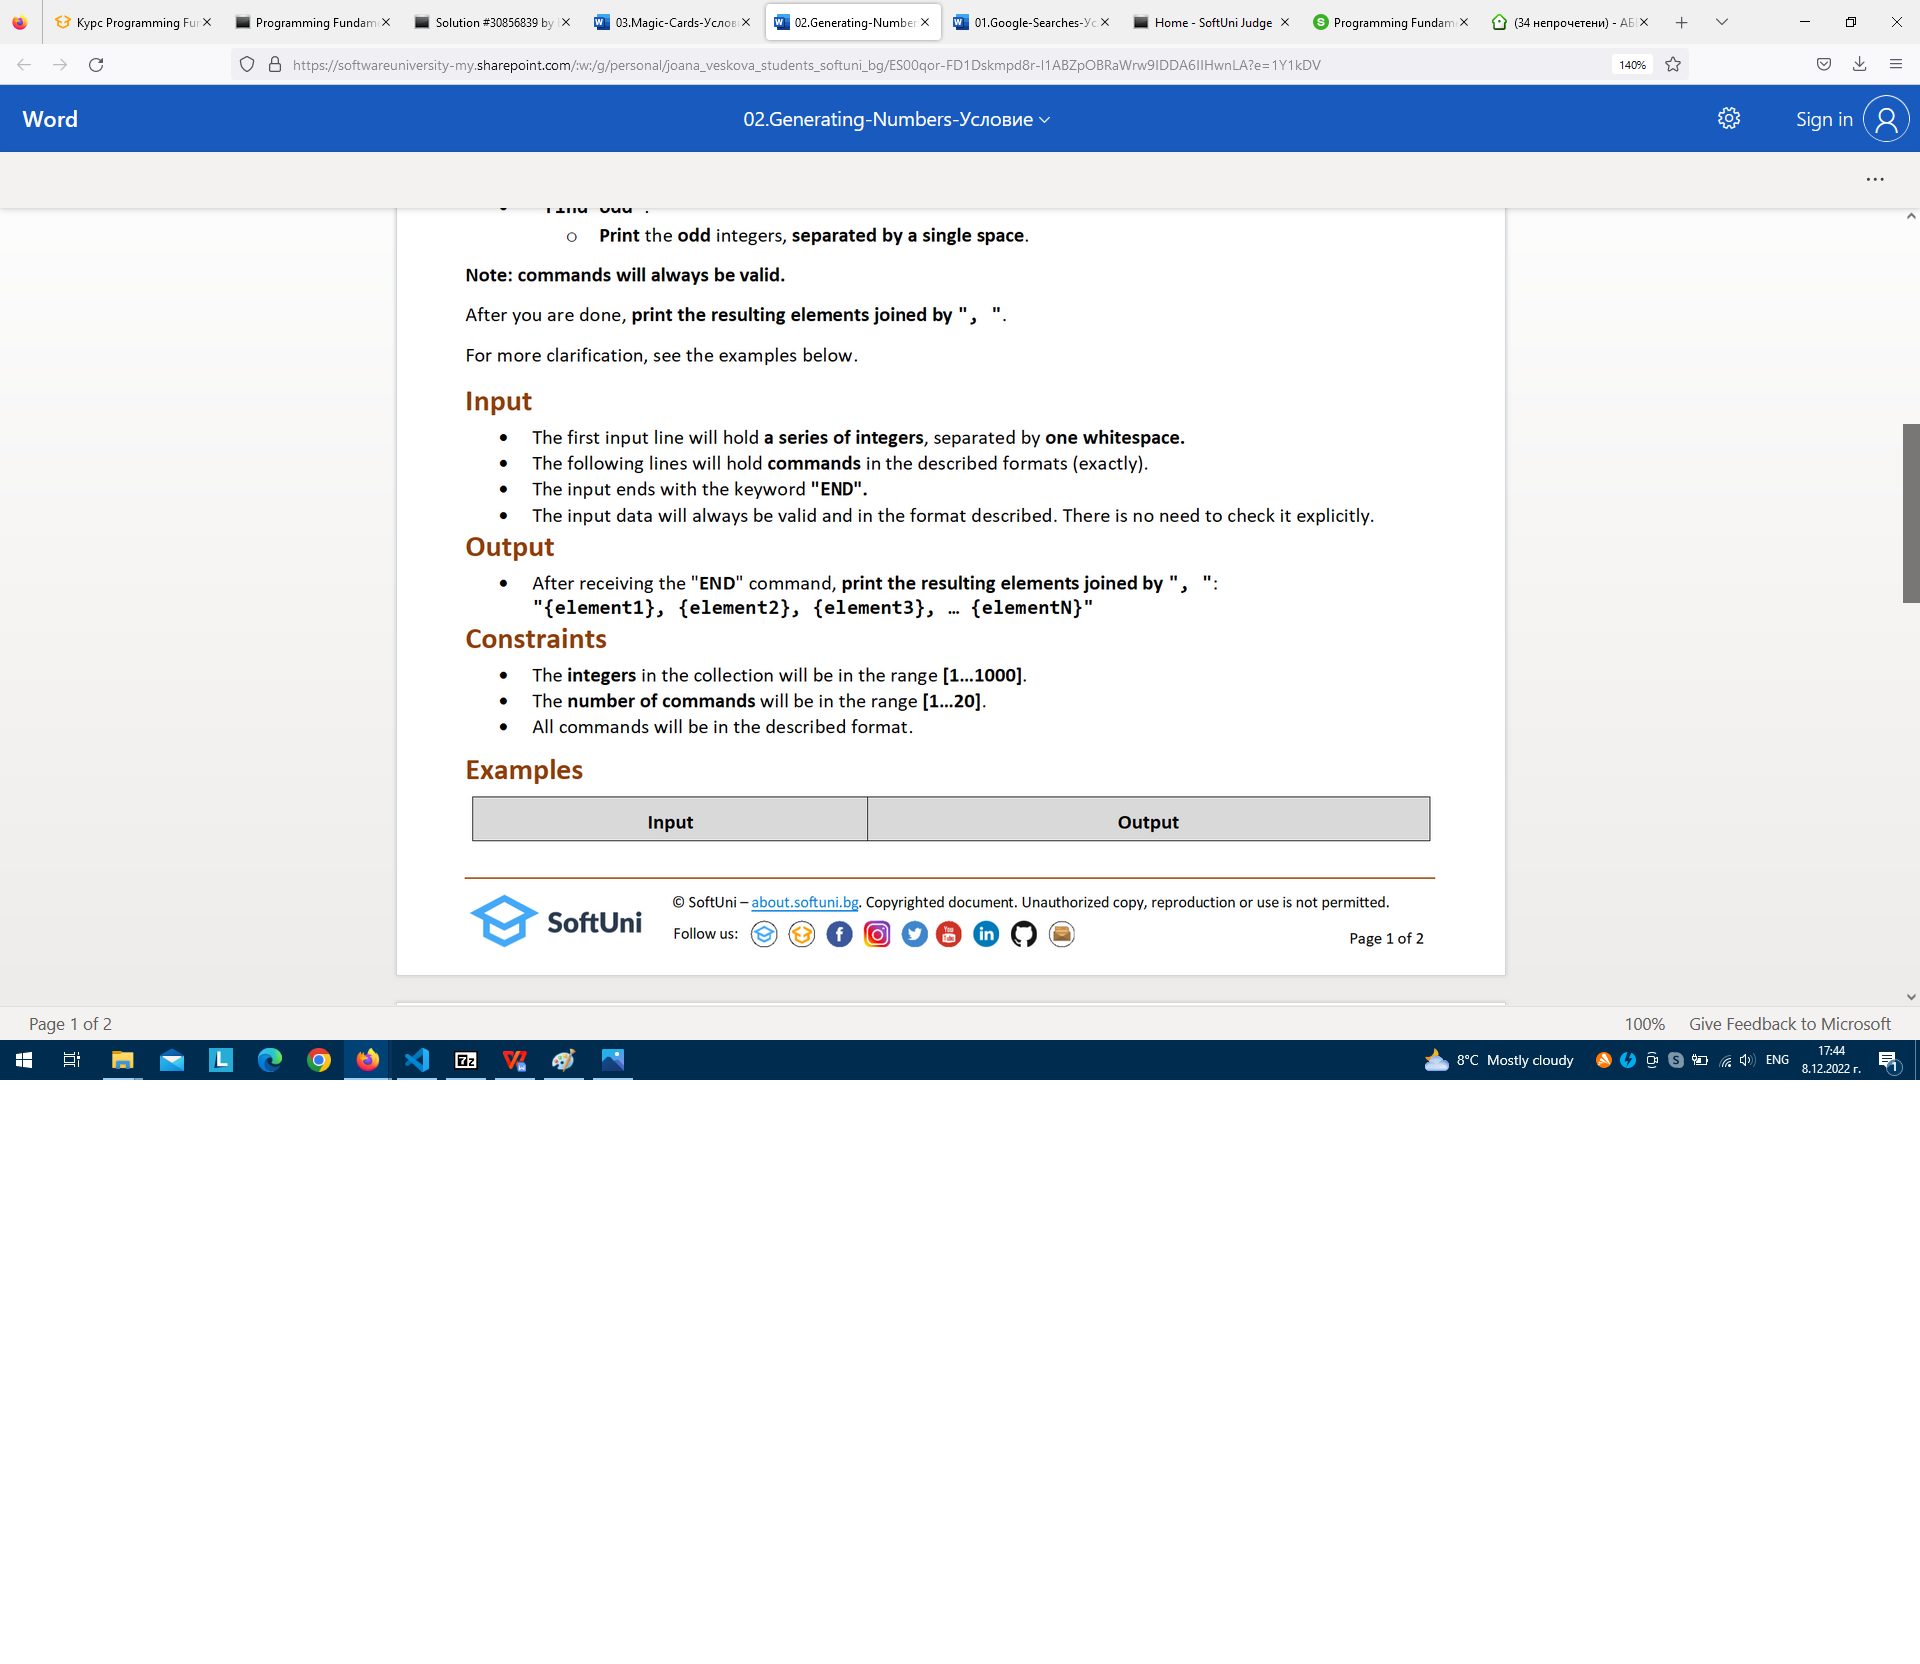 Курс Programming Fur
Programming Fundam
Solution #30856839 by
03.Magic-Cards-Услов
02.Generating-Number
01.Google-Searches-Ус
Home - SoftUni Judge
Programming Fundam
(34 непрочетени) - АБ
https://softwareuniversity-my.sharepoint.com/:w:/g/personal/joana_veskova_students_softuni_bg/ES00qor-FD1Dskmpd8r-I1ABZpOBRaWrw9IDDA6IIHwnLA?e=1Y1kDV
140%
Word
02.Generating-Numbers-Условие
Sign in
...
○ Print the odd integers, separated by a single space.
Note: commands will always be valid.
After you are done, print the resulting elements joined by ", ".
For more clarification, see the examples below.
Input
• The first input line will hold a series of integers, separated by one whitespace.
• The following lines will hold commands in the described formats (exactly).
• The input ends with the keyword "END".
• The input data will always be valid and in the format described. There is no need to check it explicitly.
Output
• After receiving the "END" command, print the resulting elements joined by ", ":
"{element1}, {element2}, {element3}, … {elementN}"
Constraints
• The integers in the collection will be in the range [1…1000].
• The number of commands will be in the range [1…20].
• All commands will be in the described format.
Examples
Input Output
SoftUni
© SoftUni – about.softuni.bg. Copyrighted document. Unauthorized copy, reproduction or use is not permitted.
Follow us:
Page 1 of 2
Page 1 of 2
100% Give Feedback to Microsoft
8°C Mostly cloudy
ENG
17:44
8.12.2022 г.
1